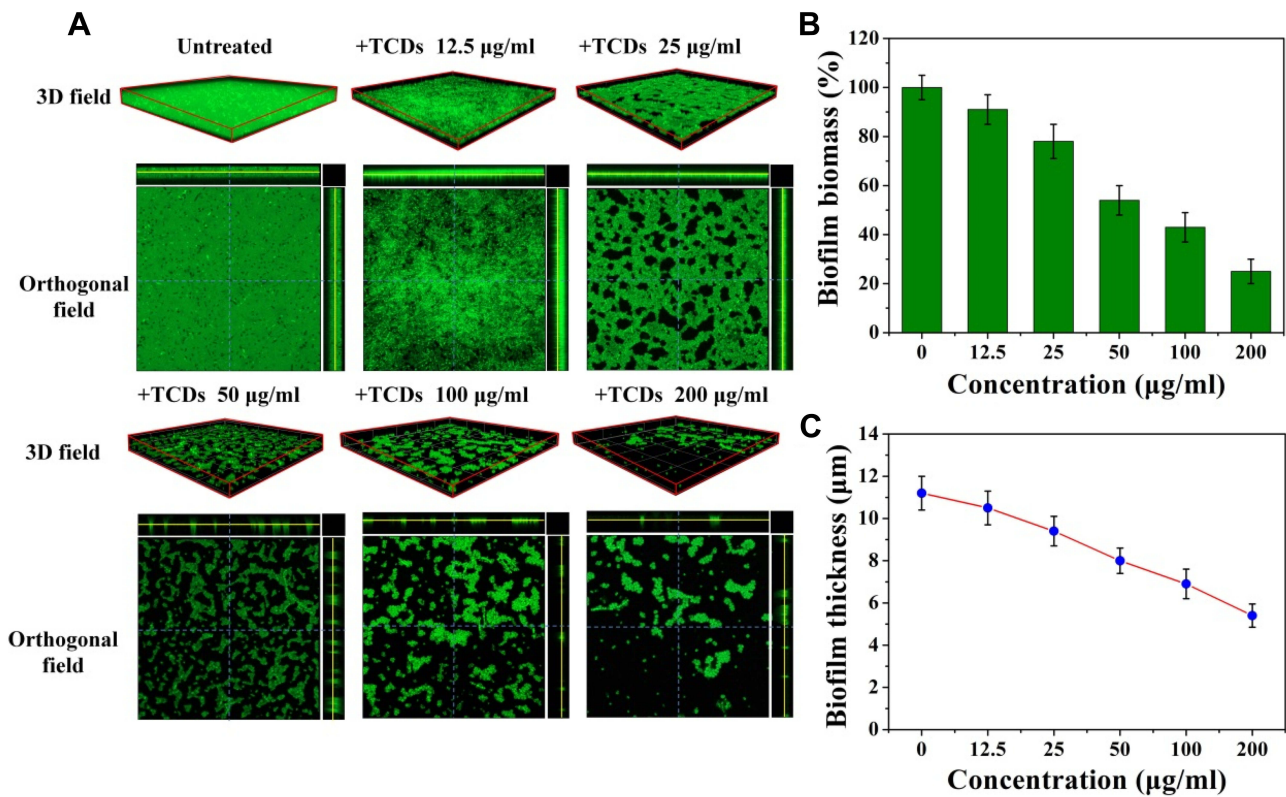 A
Untreated
+TCDs 12.5 μg/ml
+TCDs 25 μg/ml
3D field
Orthogonal
field
+TCDs 50 μg/ml
+TCDs 100 μg/ml
+TCDs 200 μg/ml
3D field
Orthogonal
field
B
Biofilm biomass (%)
120
100
80
60
40
20
0
0 12.5 25 50 100 200
Concentration (μg/ml)
C
Biofilm thickness (μm)
14
12
10
8
6
4
2
0
0 12.5 25 50 100 200
Concentration (μg/ml)